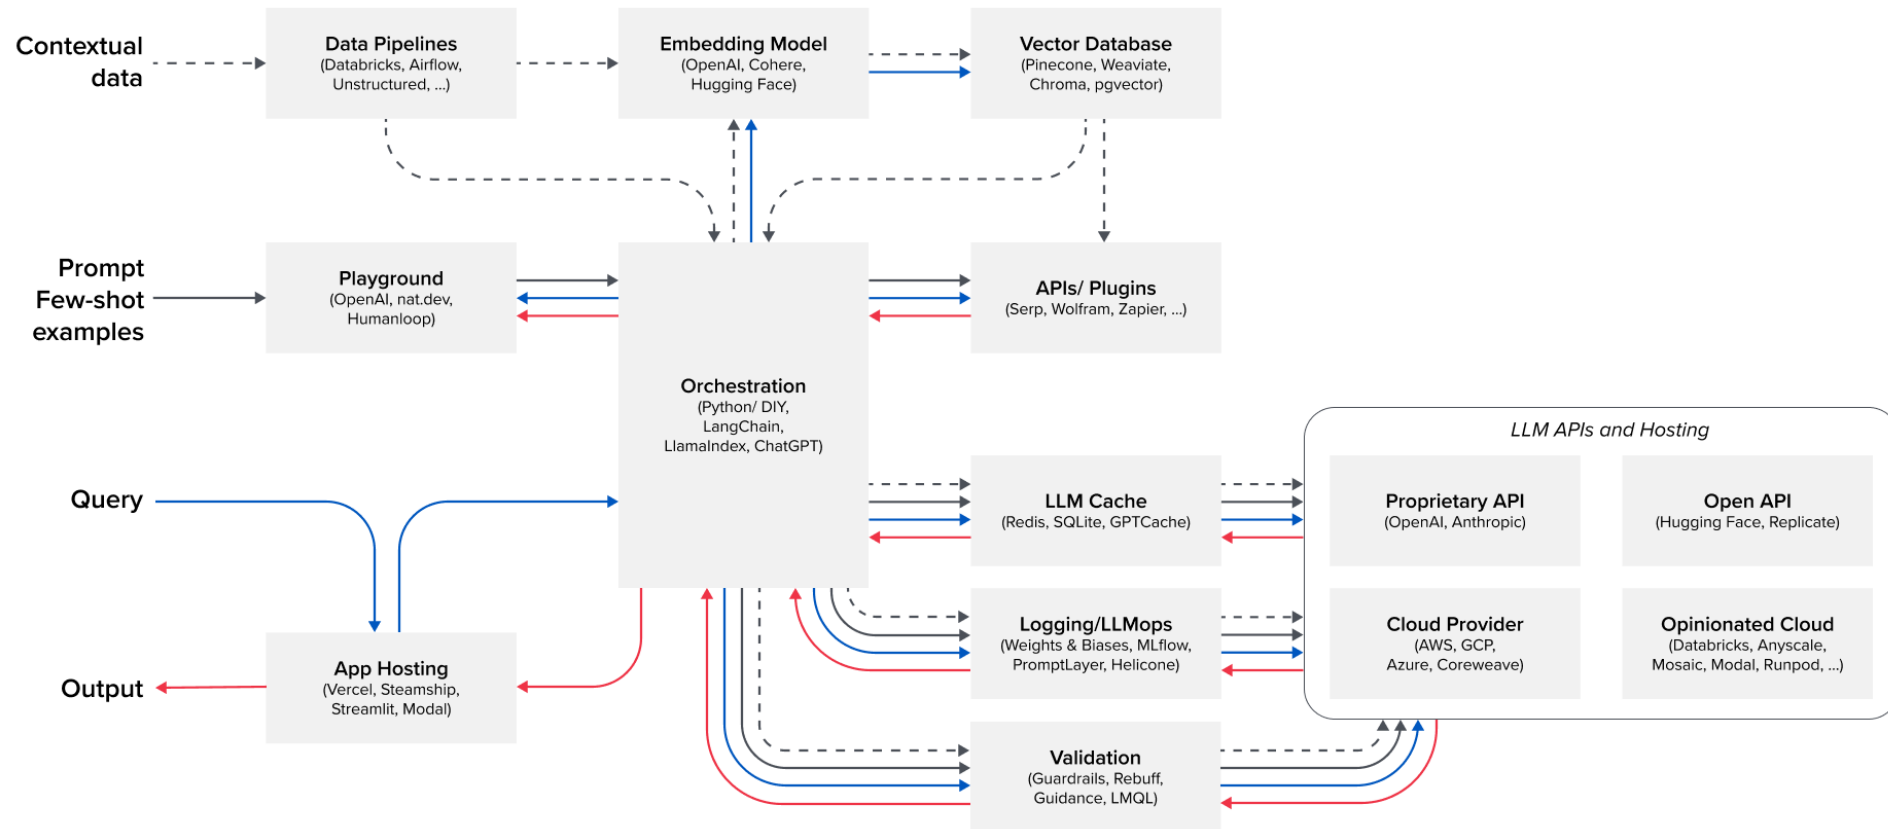 Contextual
data
Data Pipelines
(Databricks, Airflow,
Unstructured, ...)
Embedding Model
(OpenAI, Cohere,
Hugging Face)
Vector Database
(Pinecone, Weaviate,
Chroma, pgvector)
Prompt
Few-shot
examples
Playground
(OpenAI, nat.dev,
Humanloop)
Orchestration
(Python/ DIY,
LangChain,
LlamaIndex, ChatGPT)
APIs/ Plugins
(Serp, Wolfram, Zapier, ...)
Query
Output
App Hosting
(Vercel, Steamship,
Streamlit, Modal)
LLM Cache
(Redis, SQLite, GPTCache)
Logging/LLMops
(Weights & Biases, MLflow,
PromptLayer, Helicone)
Validation
(Guardrails, Rebuff,
Guidance, LMQL)
LLM APIs and Hosting
Proprietary API
(OpenAI, Anthropic)
Open API
(Hugging Face, Replicate)
Cloud Provider
(AWS, GCP,
Azure, Coreweave)
Opinionated Cloud
(Databricks, Anyscale,
Mosaic, Modal, Runpod, ...)